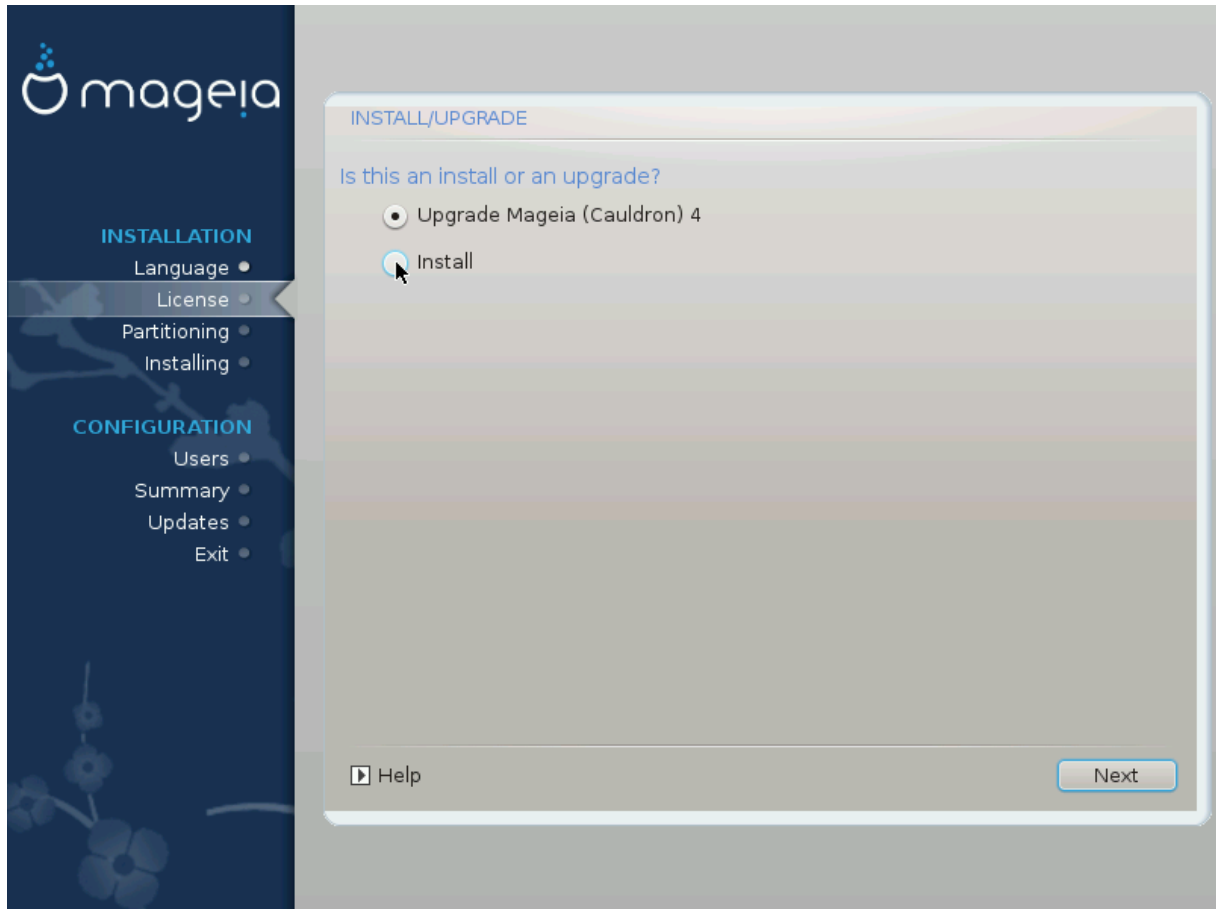 mageia
INSTALLATION
Language
License
Partitioning
Installing
CONFIGURATION
Users
Summary
Updates
Exit
INSTALL/UPGRADE
Is this an install or an upgrade?
Upgrade Mageia (Cauldron) 4
Install
Help
Next